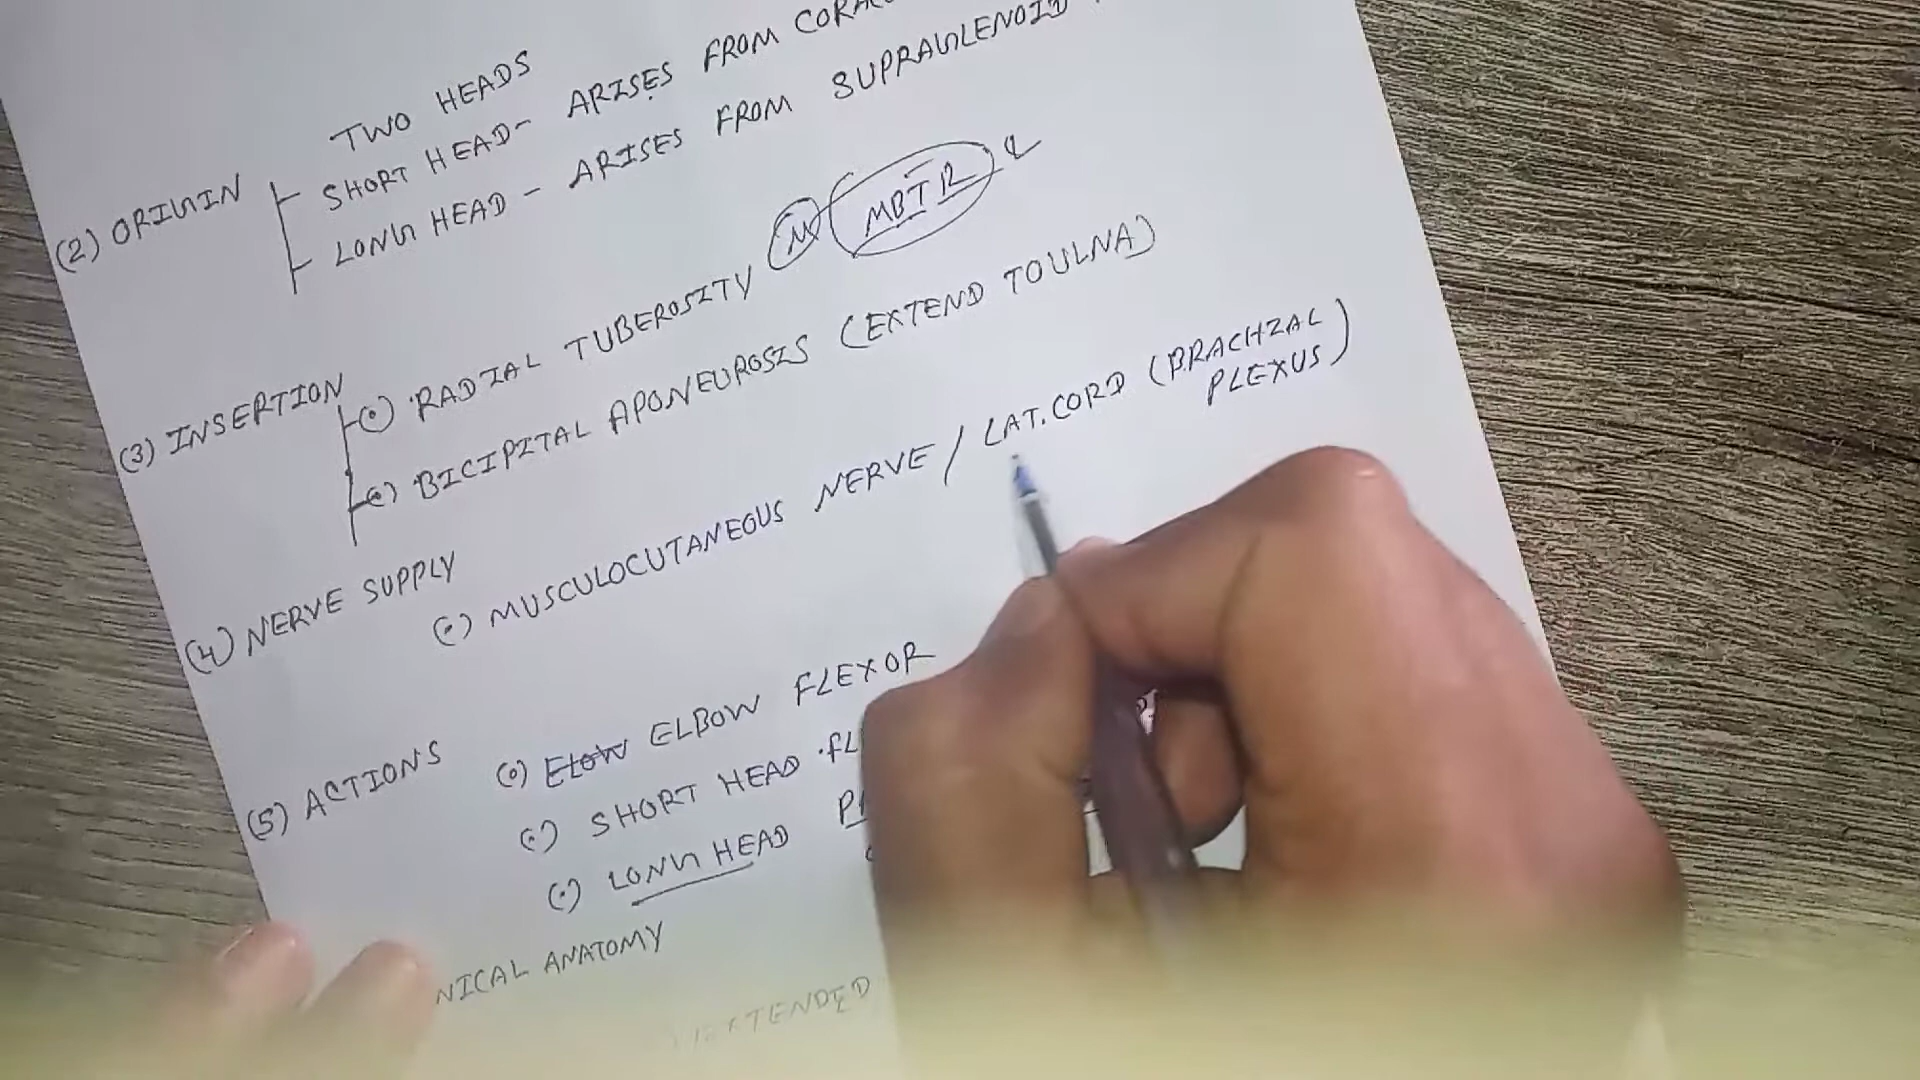 TWO HEADS
(2) ORIGIN
SHORT HEAD- ARISES FROM
LONG HEAD - ARISES FROM SUPRAGLENOID
(3) INSERTION
(•) RADIAL TUBEROSITY (M) MBTR
(•) BICIPITAL APONEUROSIS (EXTEND TO ULNA)
(4) NERVE SUPPLY
(•) MUSCULOCUTANEOUS NERVE / LAT. CORD (BRACHIAL
PLEXUS)
(5) ACTIONS
(•) ELOW ELBOW FLEXOR
(•) SHORT HEAD
(•) LONG HEAD
NICAL ANATOMY
EXTENDED